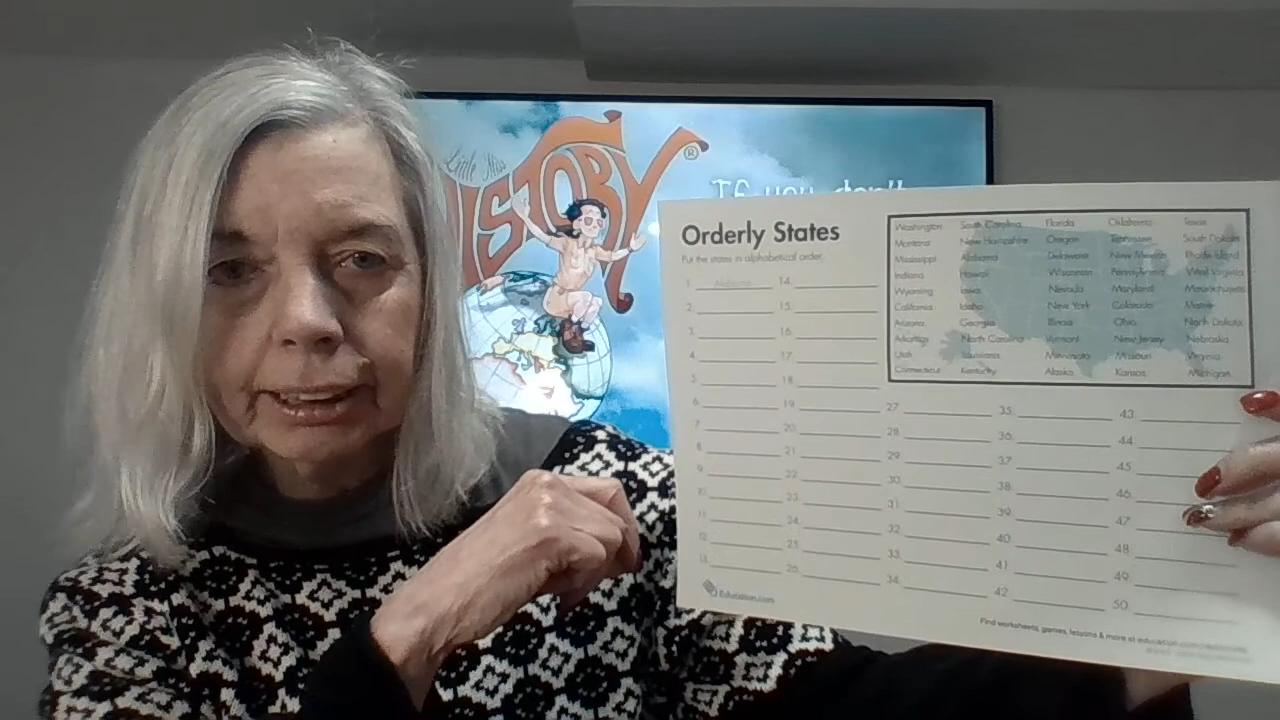 Little Miss
HISTORY®
If you don't
Orderly States
Put the states in alphabetical order.
Washington South Carolina Florida Oklahoma Texas
Montana New Hampshire Oregon Tennessee South Dakota
Mississippi Alabama Delaware New Mexico Rhode Island
Indiana Hawaii Wisconsin Pennsylvania West Virginia
Wyoming Iowa Nevada Maryland Massachusetts
California Idaho New York Colorado Maine
Arizona Georgia Illinois Ohio North Dakota
Arkansas North Carolina Vermont New Jersey Nebraska
Utah Louisiana Minnesota Missouri Virginia
Connecticut Kentucky Alaska Kansas Michigan
1. Alabama 14.
2. 15.
3. 16.
4. 17.
5. 18.
6. 19. 27. 35. 43.
7. 20. 28. 36. 44.
8. 21. 29. 37. 45.
9. 22. 30. 38. 46.
10. 23. 31. 39. 47.
11. 24. 32. 40. 48.
12. 25. 33. 41. 49.
13. 26. 34. 42. 50.
Education.com
Find worksheets, games, lessons & more at education.com